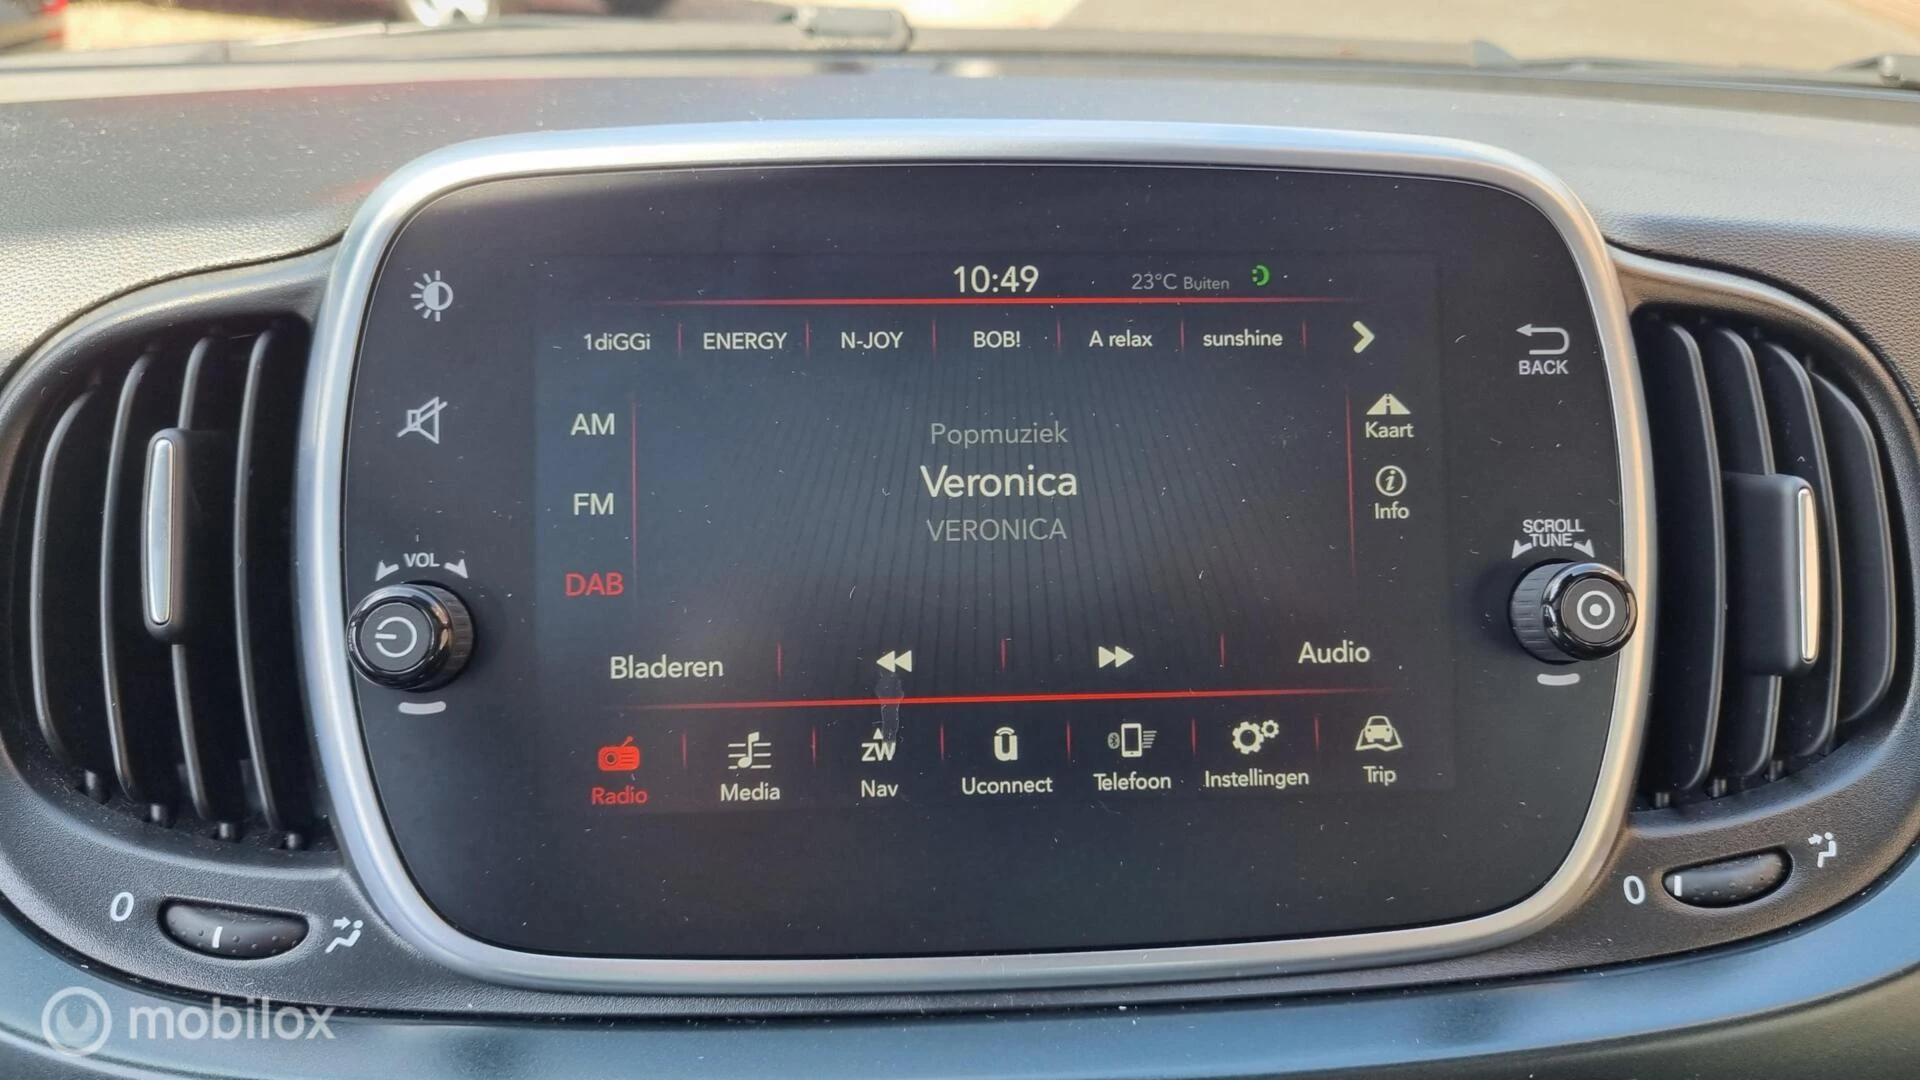 10:49 23°C Buiten
1diGGi ENERGY N-JOY BOB! A relax sunshine
BACK
AM
FM
DAB
Popmuziek
Veronica
VERONICA
Kaart
Info
VOL
SCROLL
TUNE
Bladeren Audio
zw
Radio Media Nav Uconnect Telefoon Instellingen Trip
0
0
mobilox